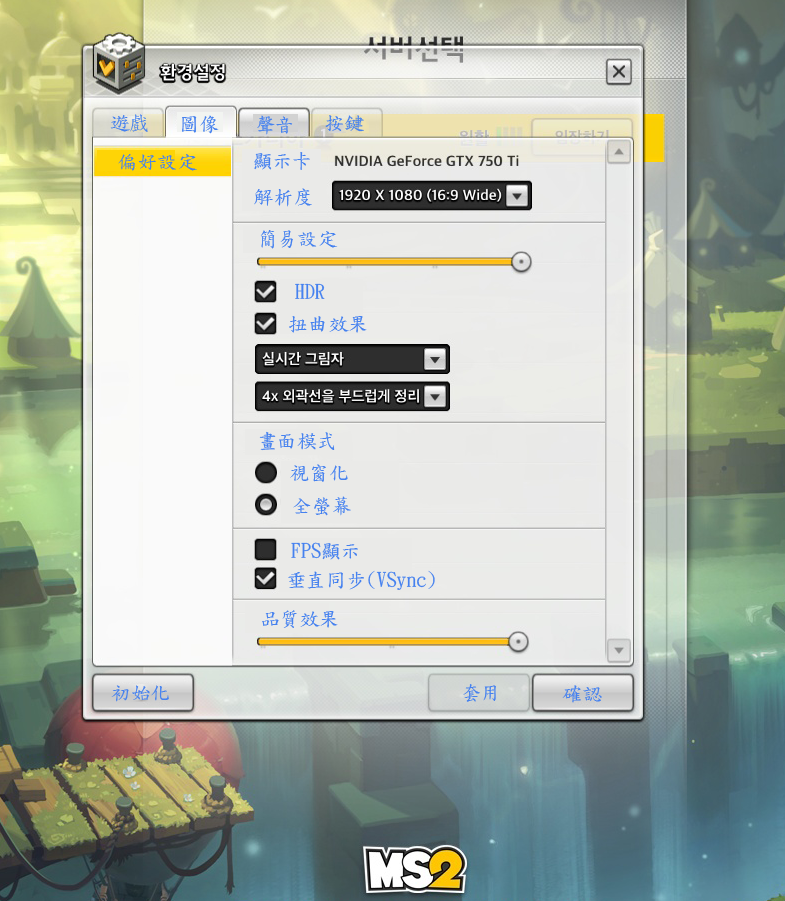 서버선택
환경설정
遊戲 圖像 聲音 按鍵
원활 입장하기
偏好設定
顯示卡 NVIDIA GeForce GTX 750 Ti
解析度 1920 X 1080 (16:9 Wide)
簡易設定
HDR
扭曲效果
실시간 그림자
4x 외곽선을 부드럽게 정리
畫面模式
視窗化
全螢幕
FPS顯示
垂直同步(VSync)
品質效果
初始化 套用 確認
MS2